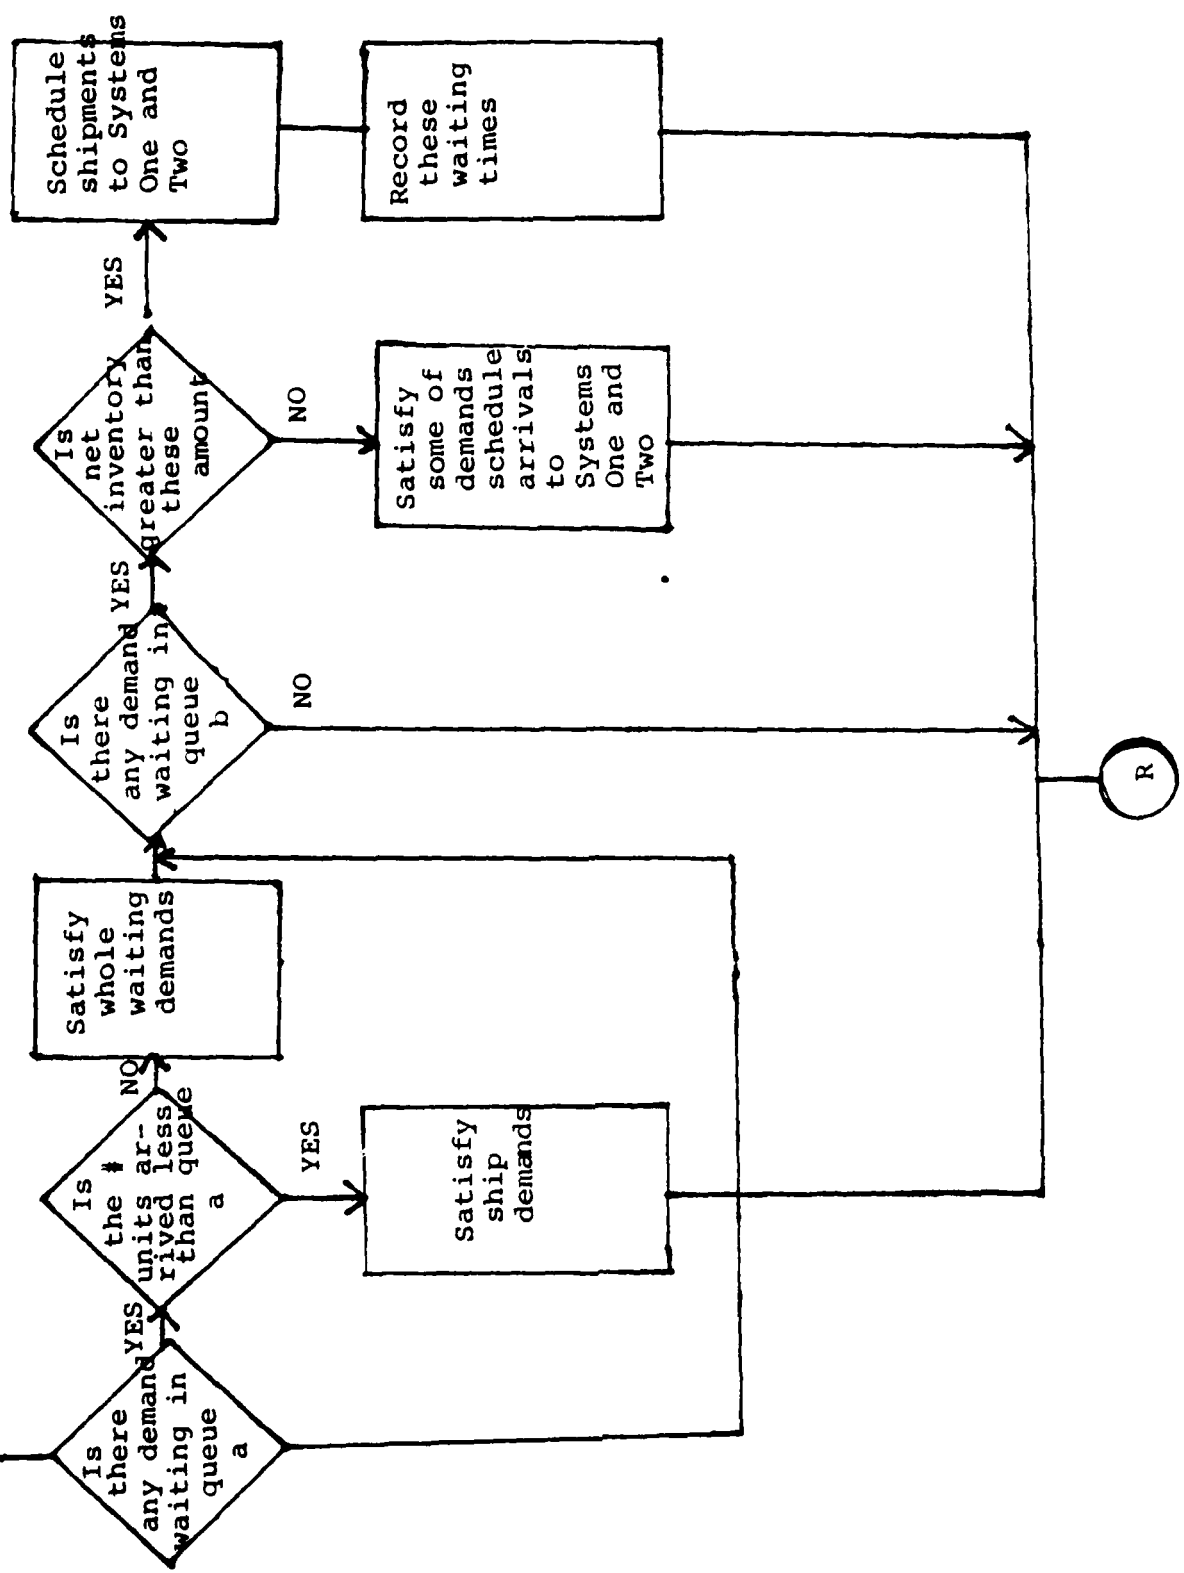 Is
there
any demand
waiting in
queue
a
YES
Is
the #
units ar-
rived less
than queue
a
NO
YES
Satisfy
ship
demands
Satisfy
whole
waiting
demands
Is
there
any demand
waiting in
queue
b
YES
NO
Is
net
inventory
greater than
these
amount
YES
NO
Satisfy
some of
demands
schedule
arrivals
to
Systems
One and
Two
Schedule
shipments
to Systems
One and
Two
Record
these
waiting
times
R